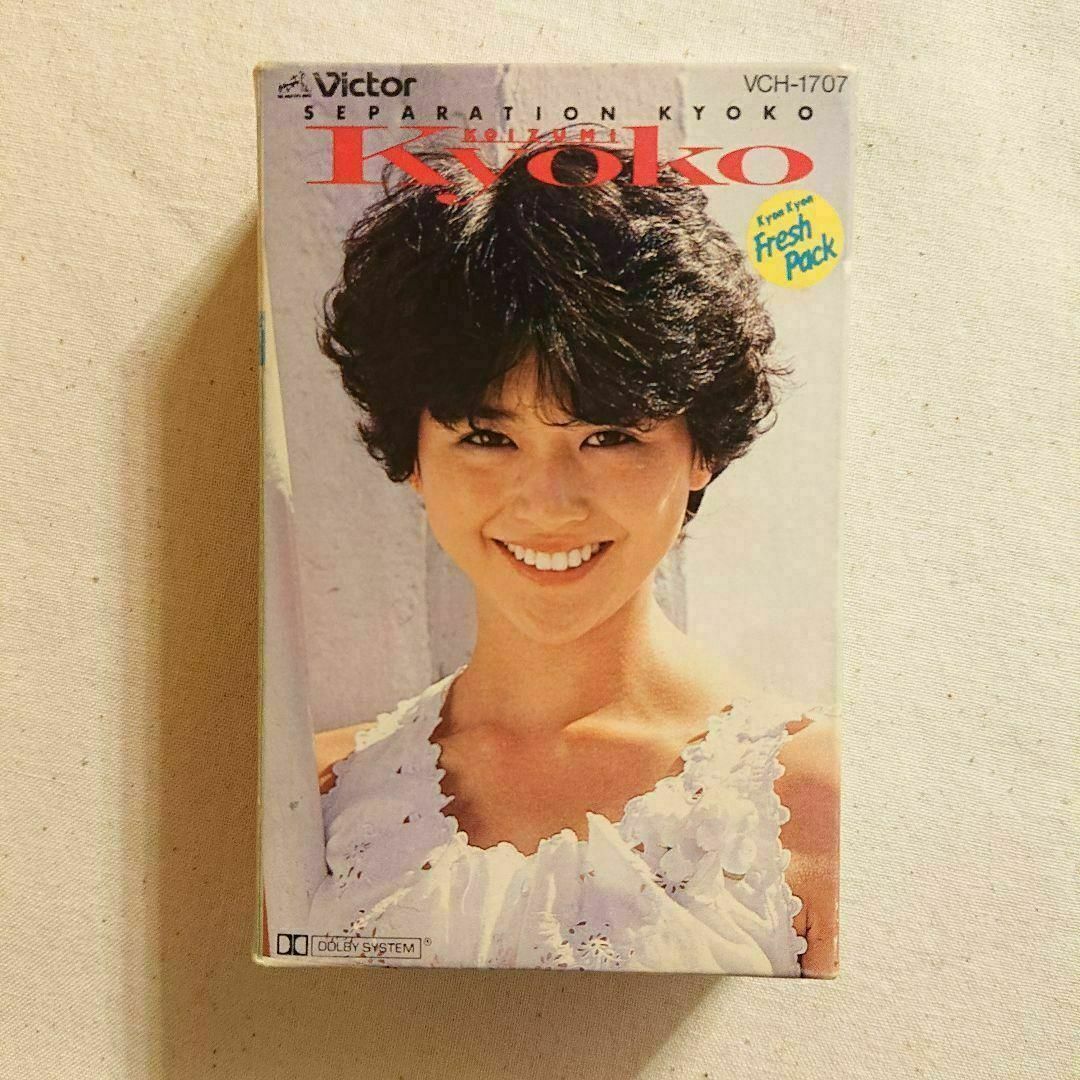 Victor
VCH-1707
SEPARATION KYOKO
KOIZUMI
Kyoko
Kyon Kyon
Fresh
Pack
DOLBY SYSTEM®